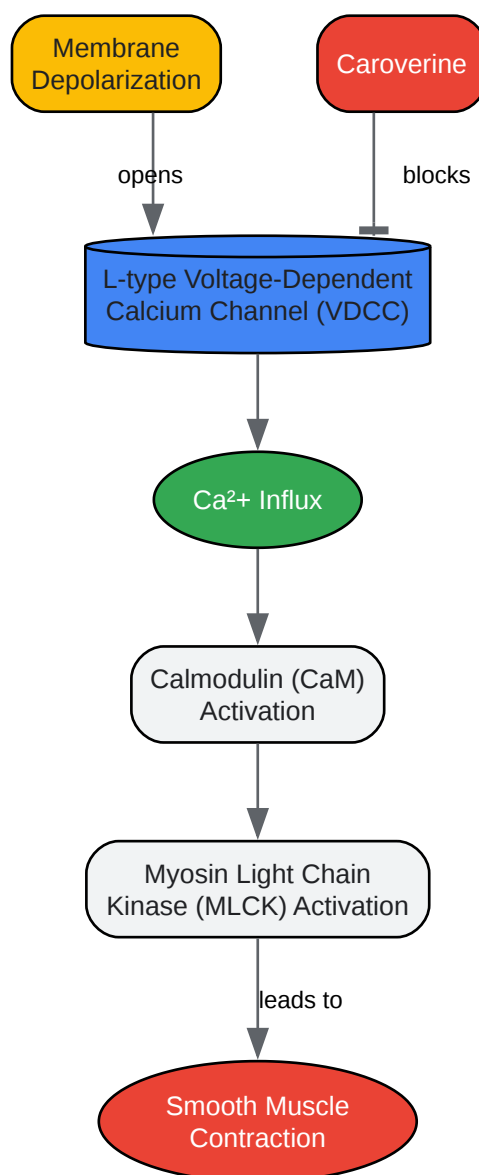 Membrane
Depolarization
Caroverine
opens
blocks
L-type Voltage-Dependent
Calcium Channel (VDCC)
Ca²+ Influx
Calmodulin (CaM)
Activation
Myosin Light Chain
Kinase (MLCK) Activation
leads to
Smooth Muscle
Contraction